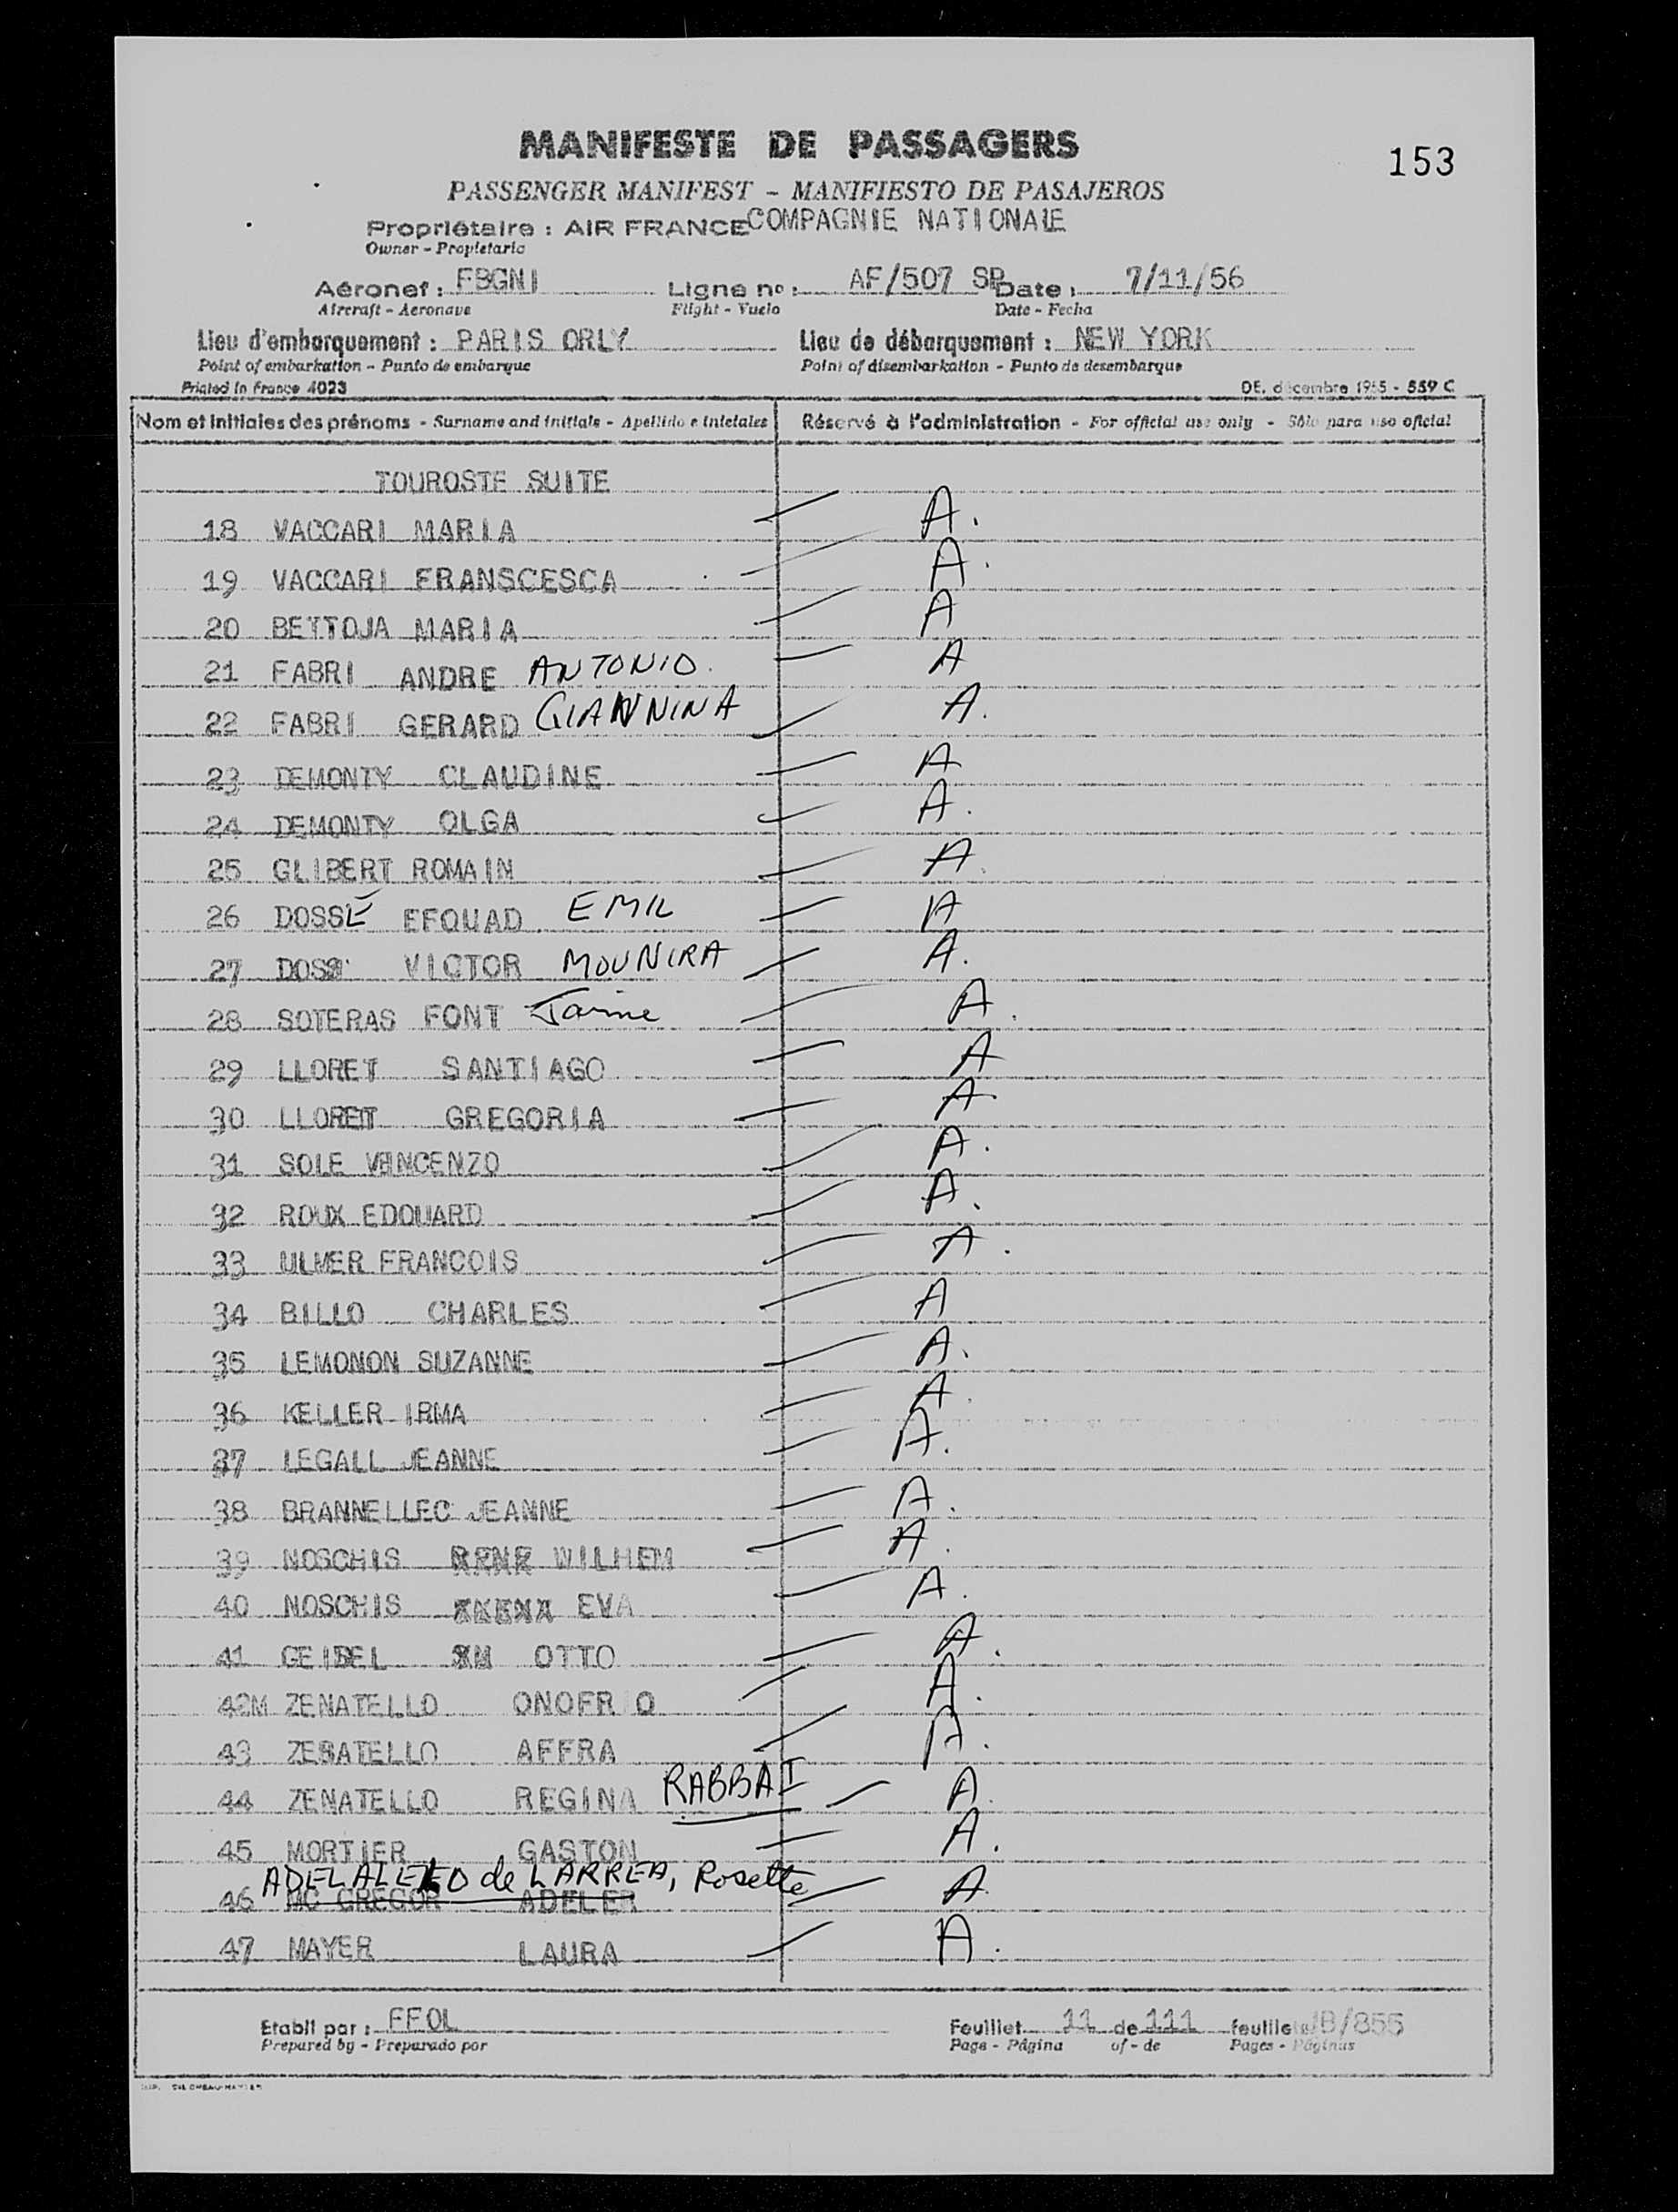 MANIFESTE DE PASSAGERS
153
PASSENGER MANIFEST - MANIFIESTO DE PASAJEROS
Propriétaire : AIR FRANCE COMPAGNIE NATIONALE
Owner - Propietario
Aéronef : FBGNI Ligne no : AF/507 SP Date : 7/11/56
Aircraft - Aeronave Flight - Vuelo Date - Fecha
Lieu d'embarquement : PARIS ORLY Lieu de débarquement : NEW YORK
Point of embarkation - Punto de embarque Point of disembarkation - Punto de desembarque
Printed in France 4023 DE. décembre 1955 - 559 C
Nom et initiales des prénoms - Surname and initials - Apellido e iniciales Réservé à l'administration - For official use only - Sólo para uso oficial
TOUROSTE SUITE
18 VACCARI MARIA A.
19 VACCARI FRANSCESCA A.
20 BETTOJA MARIA A
21 FABRI ANDRE ANTONIO. A
22 FABRI GERARD GIANNINA A.
23 DEMONTY CLAUDINE A
24 DEMONTY OLGA A.
25 GLIBERT ROMAIN A.
26 DOSSÉ EFOUAD EMIL A
27 DOSS VICTOR MOUNIRA A.
28 SOTERAS FONT Jaime A.
29 LLORET SANTIAGO A
30 LLORET GREGORIA A
31 SOLE VINCENZO A.
32 ROUX EDOUARD A.
33 ULMER FRANCOIS A.
34 BILLO CHARLES A
35 LEMONON SUZANNE A.
36 KELLER IRMA A.
37 LEGALL JEANNE A.
38 BRANNELLEC JEANNE A.
39 NOSCHIS WILHEM A.
40 NOSCHIS EVA A.
41 GEIBEL OTTO A.
42M ZENATELLO ONOFR O A.
43 ZEBATELLO AFFRA A.
44 ZENATELLO REGINA RABBAI A.
45 MORTIER GASTON A.
ADELALEKO de LARREA, Rosette
46 MC GREGOR ADELER A
47 MAYER LAURA A.
Etabli par : FFOL Feuillet 11 de 111 feuillets B/855
Prepared by - Preparado por Page - Página of - de Pages - Páginas